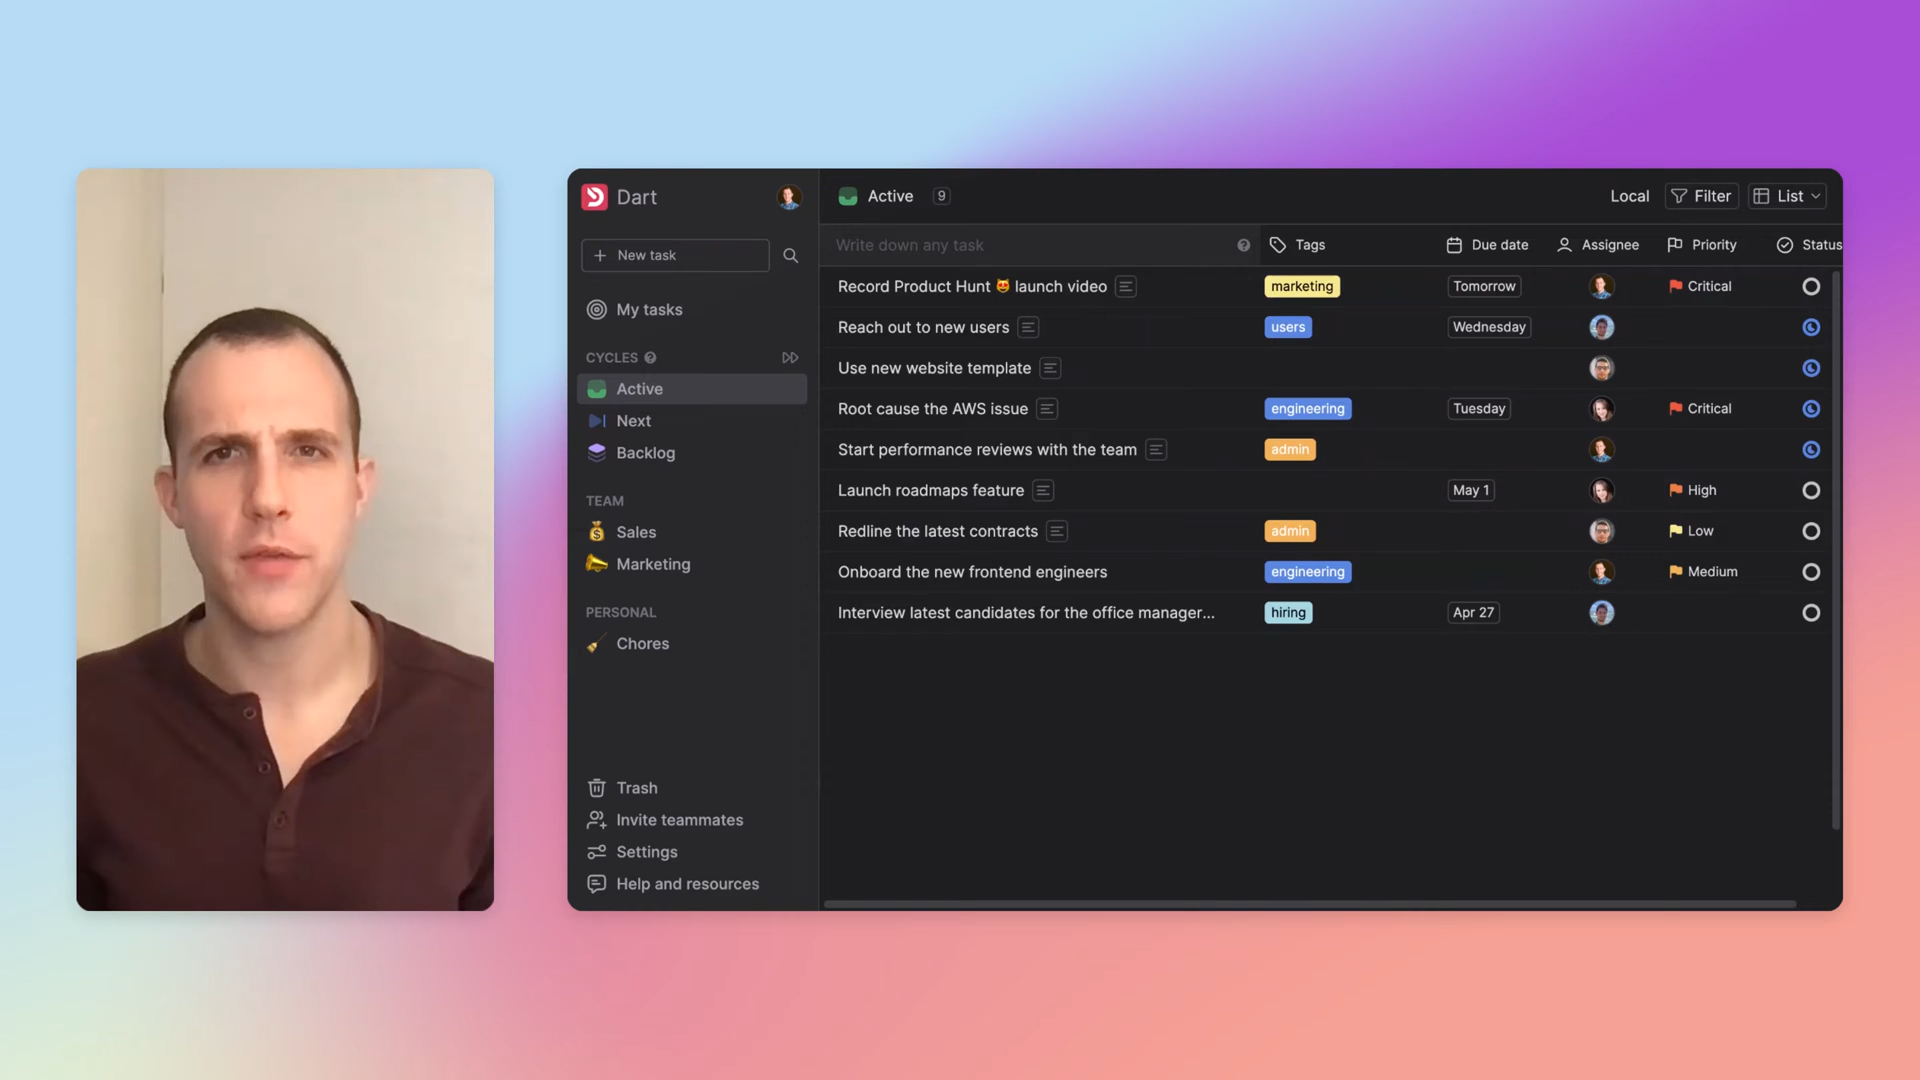 Dart
New task
My tasks
CYCLES
Active
Next
Backlog
TEAM
Sales
Marketing
PERSONAL
Chores
Trash
Invite teammates
Settings
Help and resources
Active 9
Local Filter List
Write down any task Tags Due date Assignee Priority Status
Record Product Hunt 😻 launch video marketing Tomorrow Critical
Reach out to new users users Wednesday
Use new website template
Root cause the AWS issue engineering Tuesday Critical
Start performance reviews with the team admin
Launch roadmaps feature May 1 High
Redline the latest contracts admin Low
Onboard the new frontend engineers engineering Medium
Interview latest candidates for the office manager... hiring Apr 27